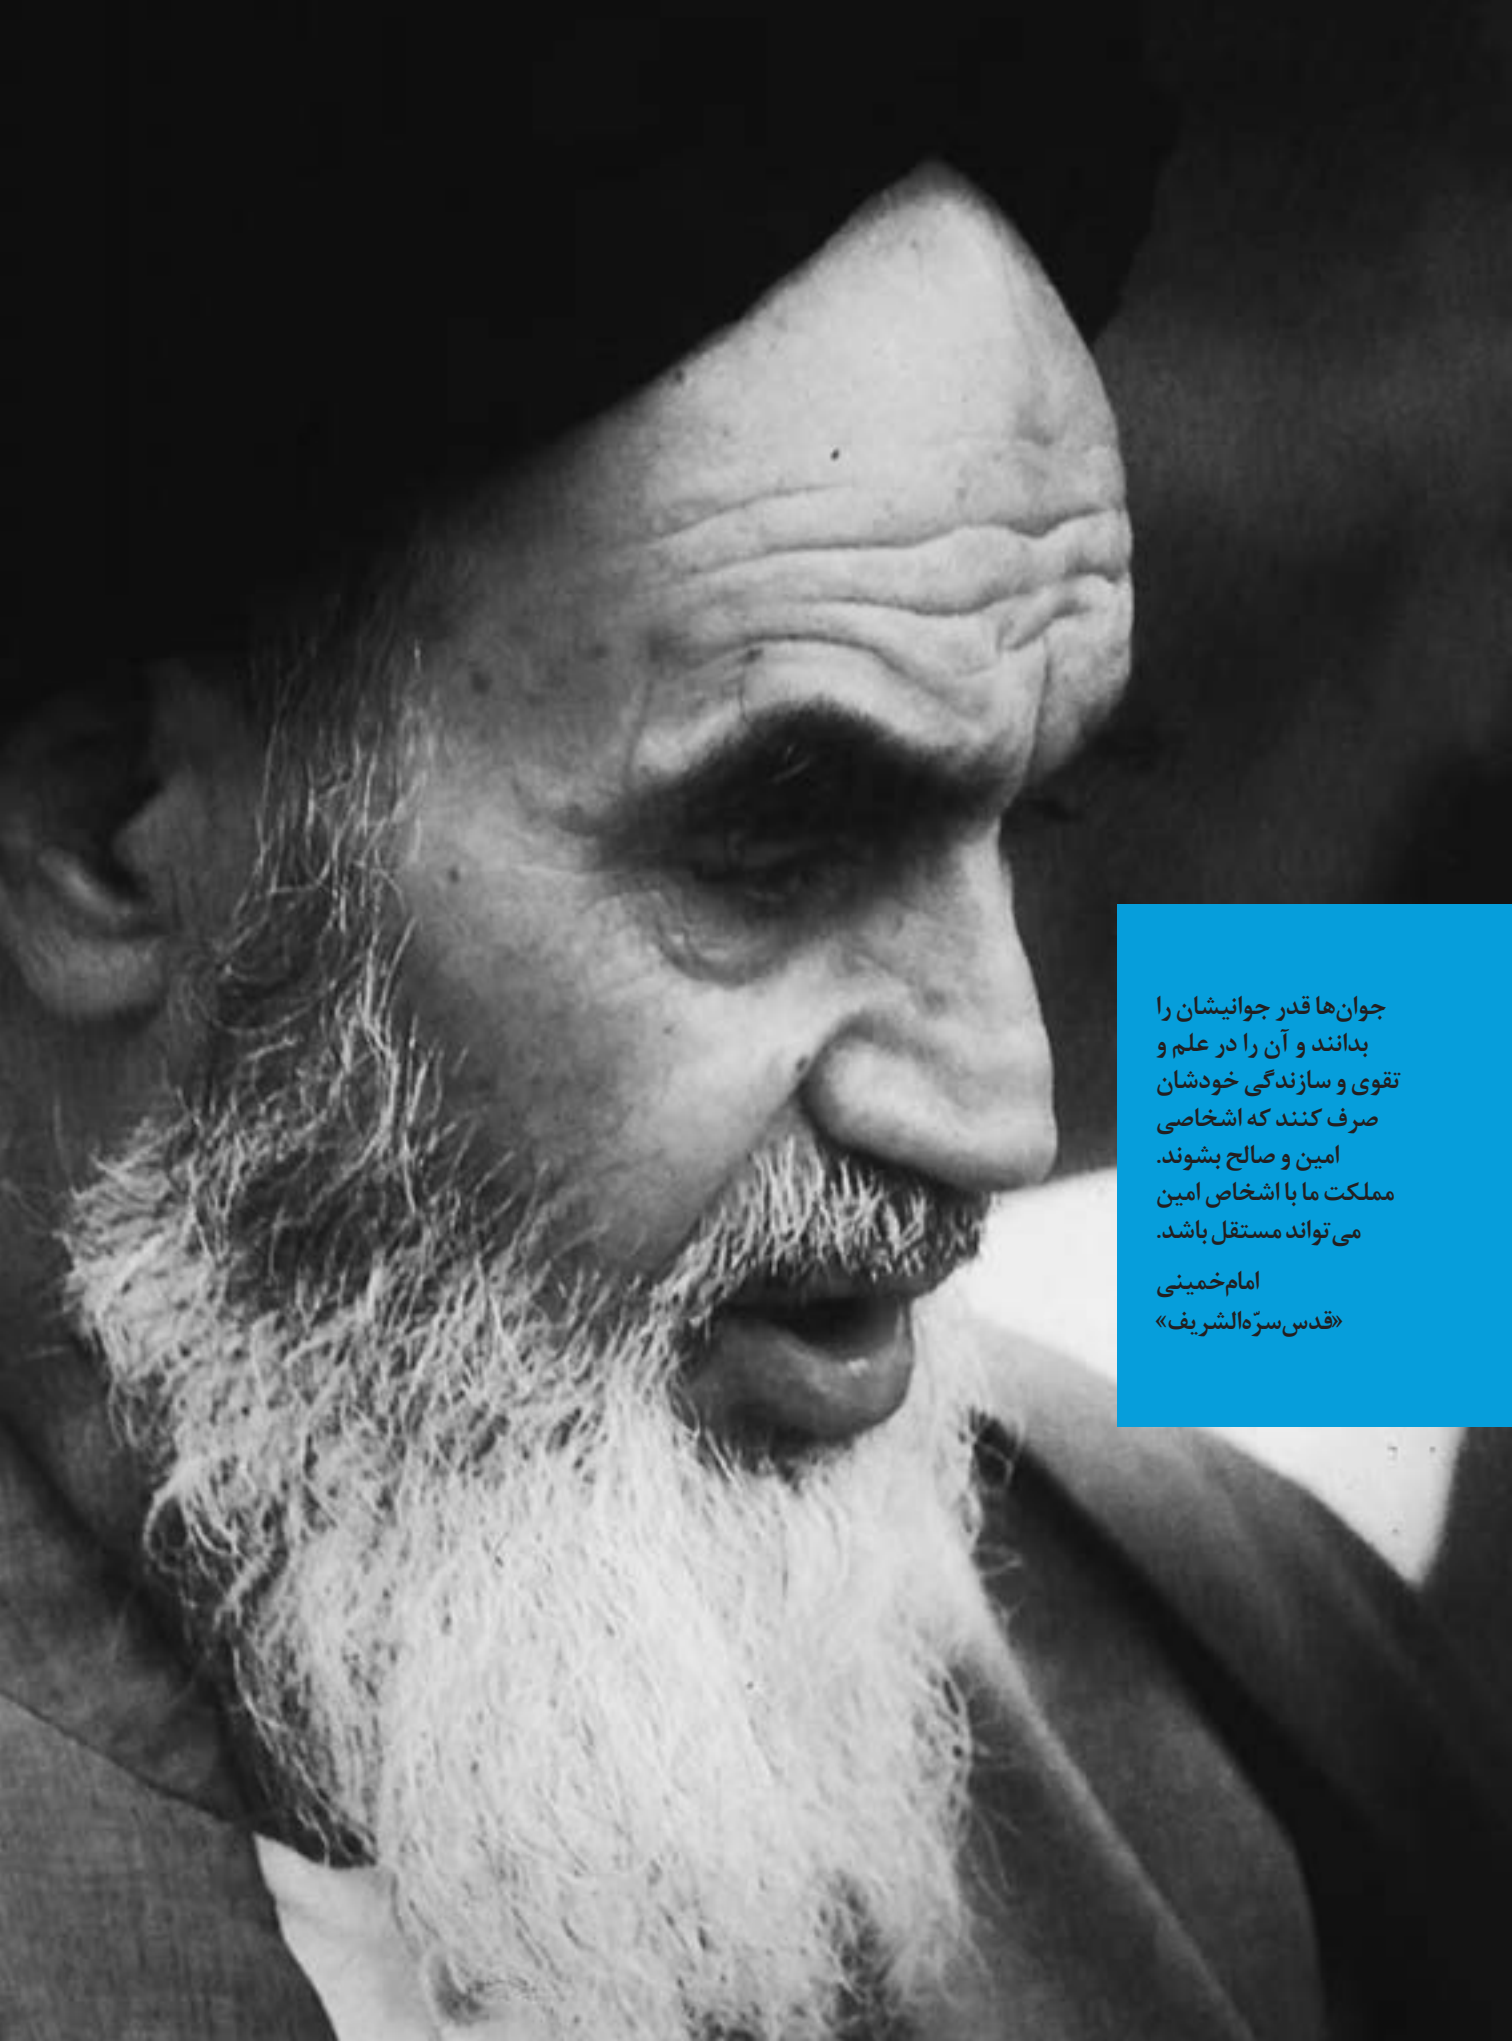 جوان‌ها قدر جوانیشان را
بدانند و آن را در علم و
تقوی و سازندگی خودشان
صرف کنند که اشخاصی
امین و صالح بشوند.
مملکت ما با اشخاص امین
می‌تواند مستقل باشد.
امام‌خمینی
«قدس‌سرّه‌الشریف»